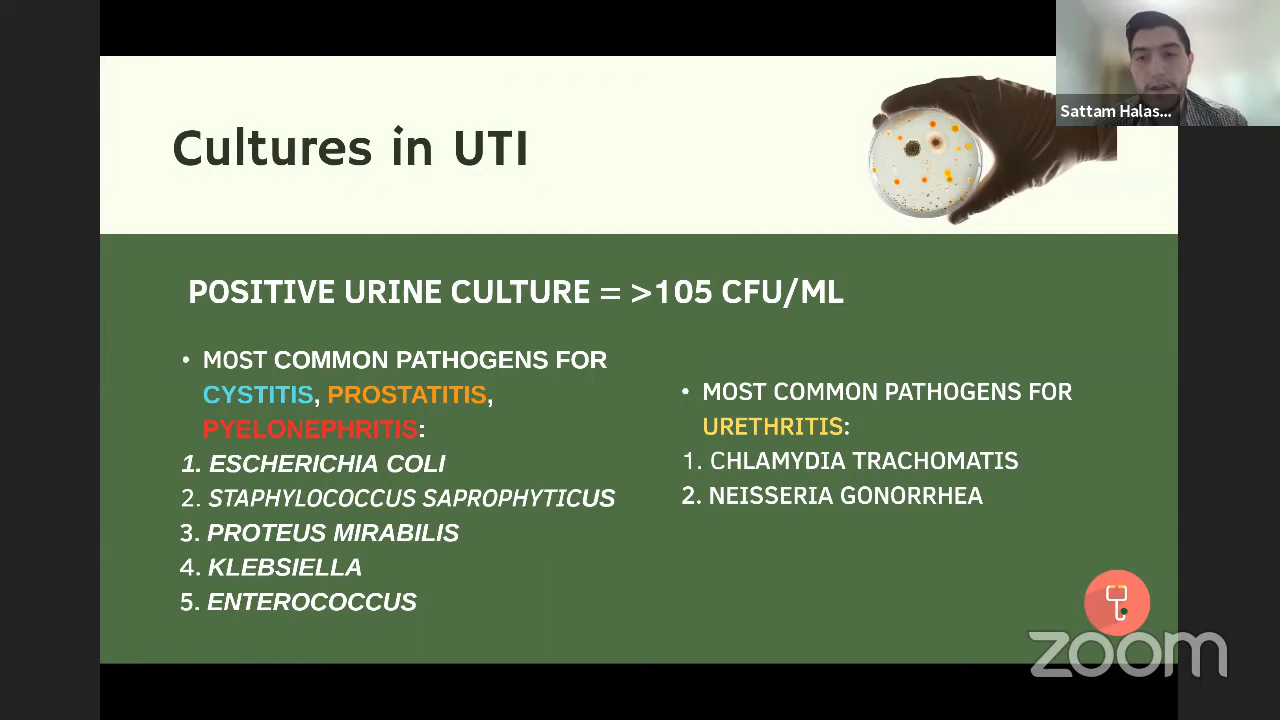 Sattam Halas...
Cultures in UTI
POSITIVE URINE CULTURE = >105 CFU/ML
• MOST COMMON PATHOGENS FOR
CYSTITIS, PROSTATITIS,
PYELONEPHRITIS:
1. ESCHERICHIA COLI
2. STAPHYLOCOCCUS SAPROPHYTICUS
3. PROTEUS MIRABILIS
4. KLEBSIELLA
5. ENTEROCOCCUS
• MOST COMMON PATHOGENS FOR
URETHRITIS:
1. CHLAMYDIA TRACHOMATIS
2. NEISSERIA GONORRHEA
zoom